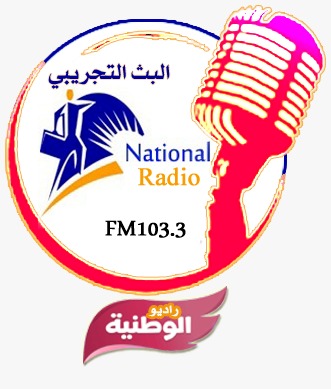 البث التجريبي
National
Radio
FM103.3
راديو
الوطنية